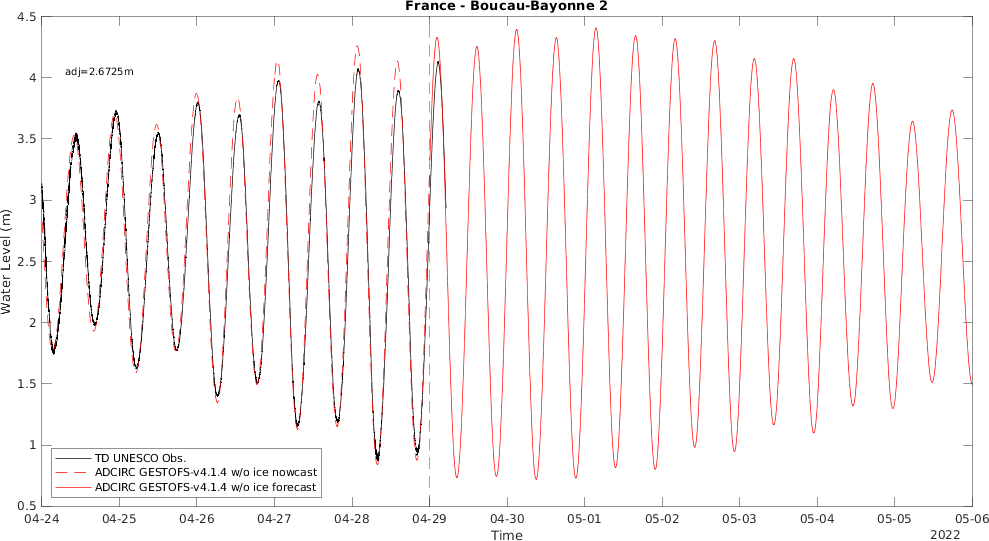 France - Boucau-Bayonne 2
adj=2.6725m
Water Level (m)
4.5
4
3.5
3
2.5
2
1.5
1
0.5
TD UNESCO Obs.
ADCIRC GESTOFS-v4.1.4 w/o ice nowcast
ADCIRC GESTOFS-v4.1.4 w/o ice forecast
04-24 04-25 04-26 04-27 04-28 04-29 04-30 05-01 05-02 05-03 05-04 05-05 05-06
Time
2022